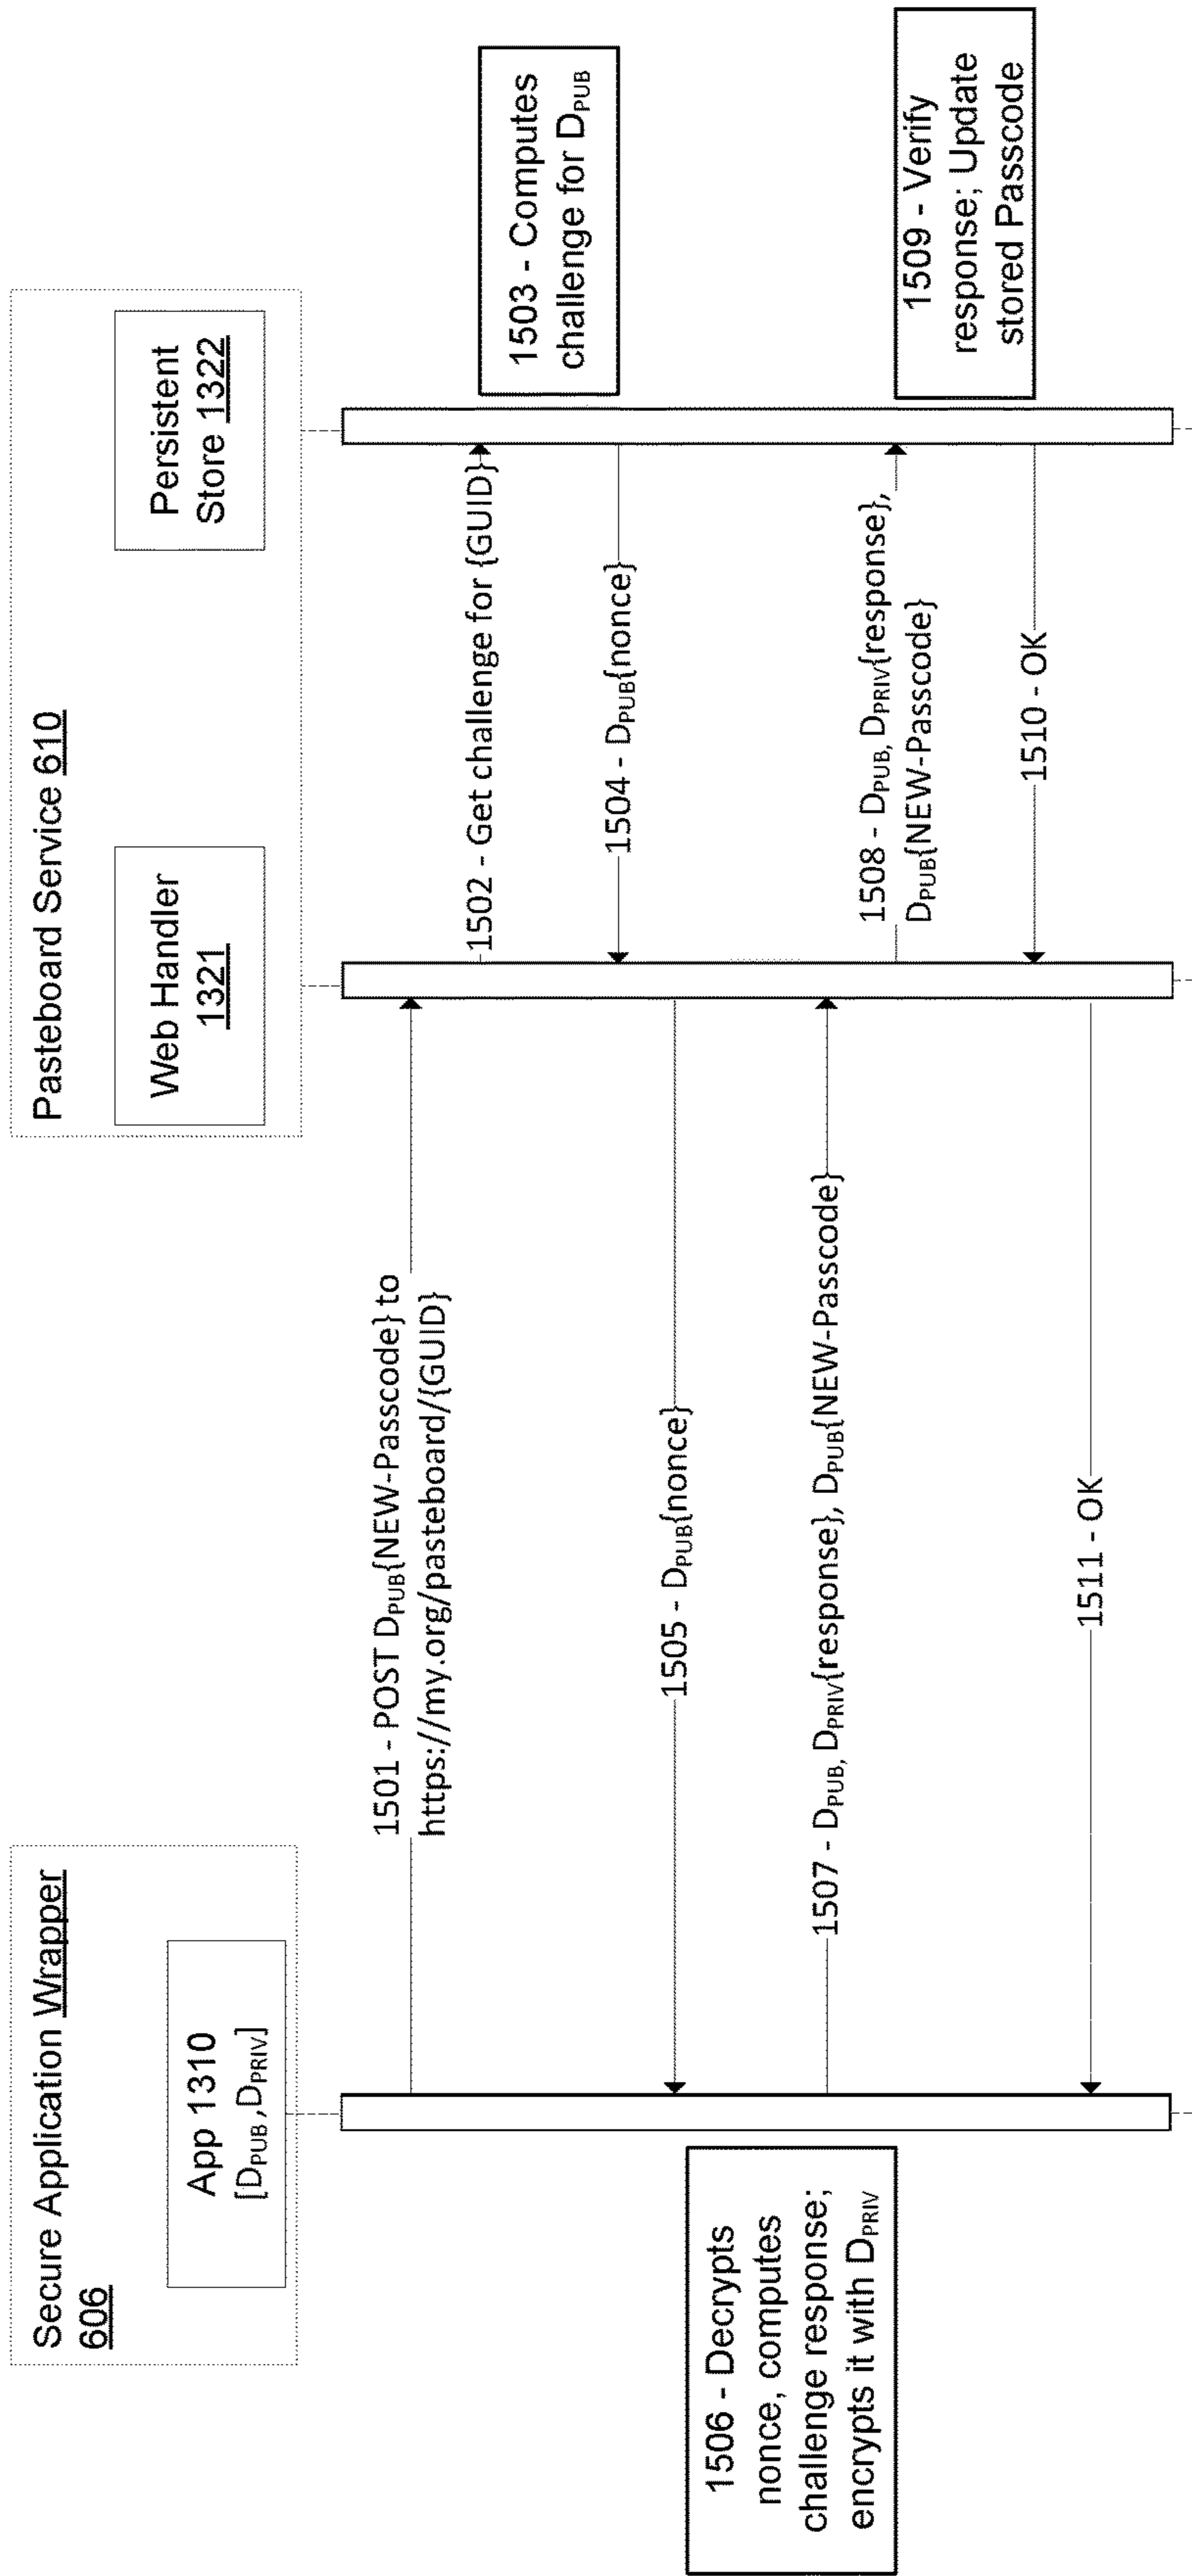 Secure Application Wrapper
606
App 1310
[DPUB ,DPRIV]
Pasteboard Service 610
Web Handler
1321
Persistent
Store 1322
1501 - POST DPUB{NEW-Passcode} to
https://my.org/pasteboard/{GUID}
1502 - Get challenge for {GUID}
1503 - Computes
challenge for DPUB
1504 - DPUB{nonce}
1505 - DPUB{nonce}
1506 - Decrypts
nonce, computes
challenge response;
encrypts it with DPRIV
1507 - DPUB, DPRIV{response}, DPUB{NEW-Passcode}
1508 - DPUB, DPRIV{response},
DPUB{NEW-Passcode}
1509 - Verify
response; Update
stored Passcode
1510 - OK
1511 - OK